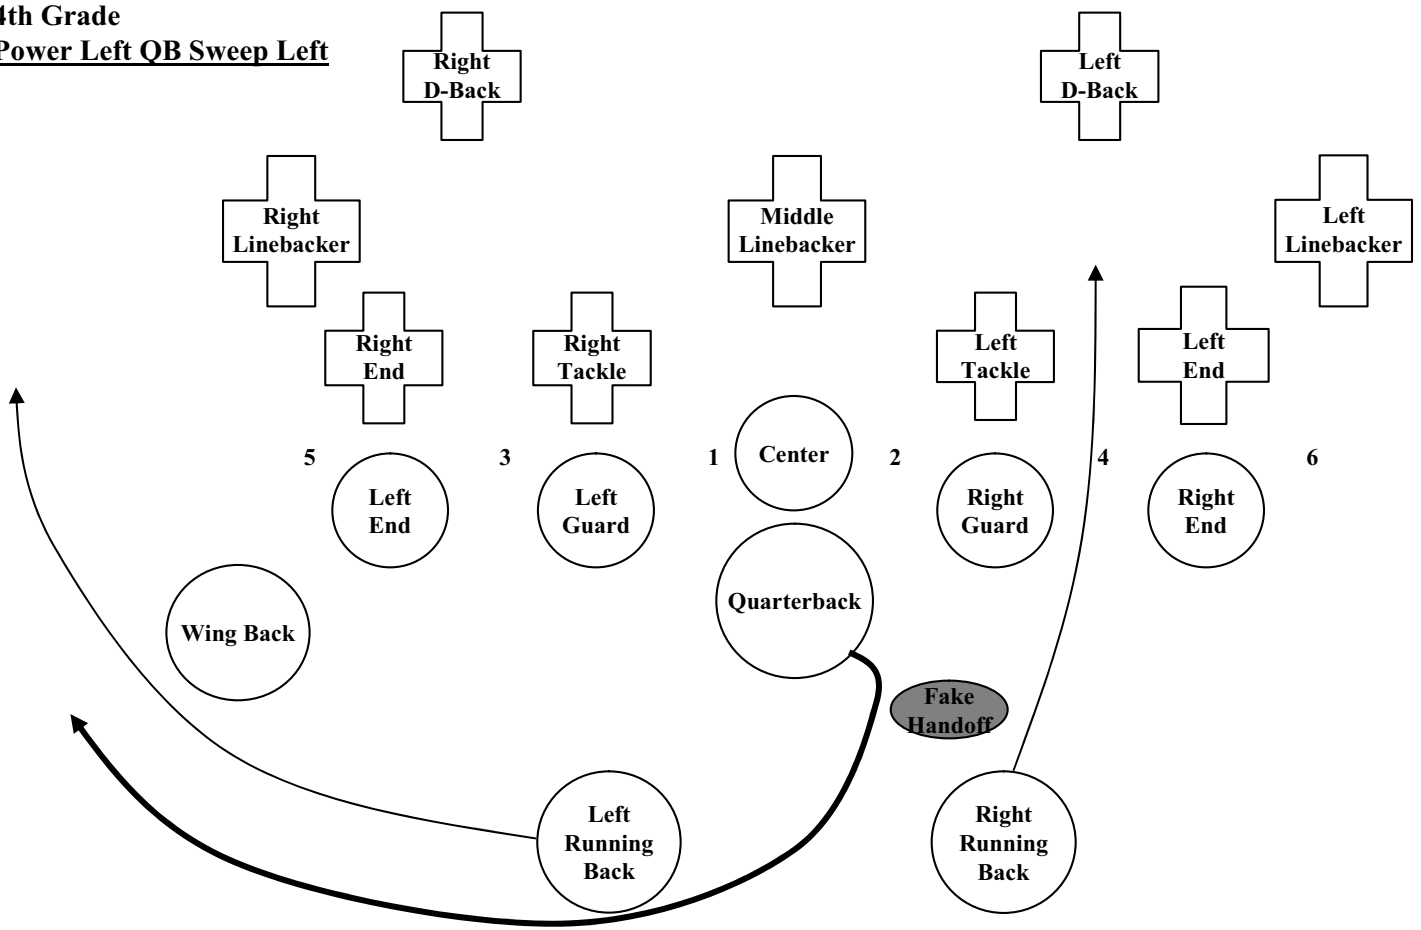 4th Grade
Power Left QB Sweep Left
Right
D-Back
Left
D-Back
Right
Linebacker
Middle
Linebacker
Left
Linebacker
Right
End
Right
Tackle
Left
Tackle
Left
End
5
3
1
Center
2
4
6
Left
End
Left
Guard
Right
Guard
Right
End
Quarterback
Wing Back
Fake
Handoff
Left
Running
Back
Right
Running
Back